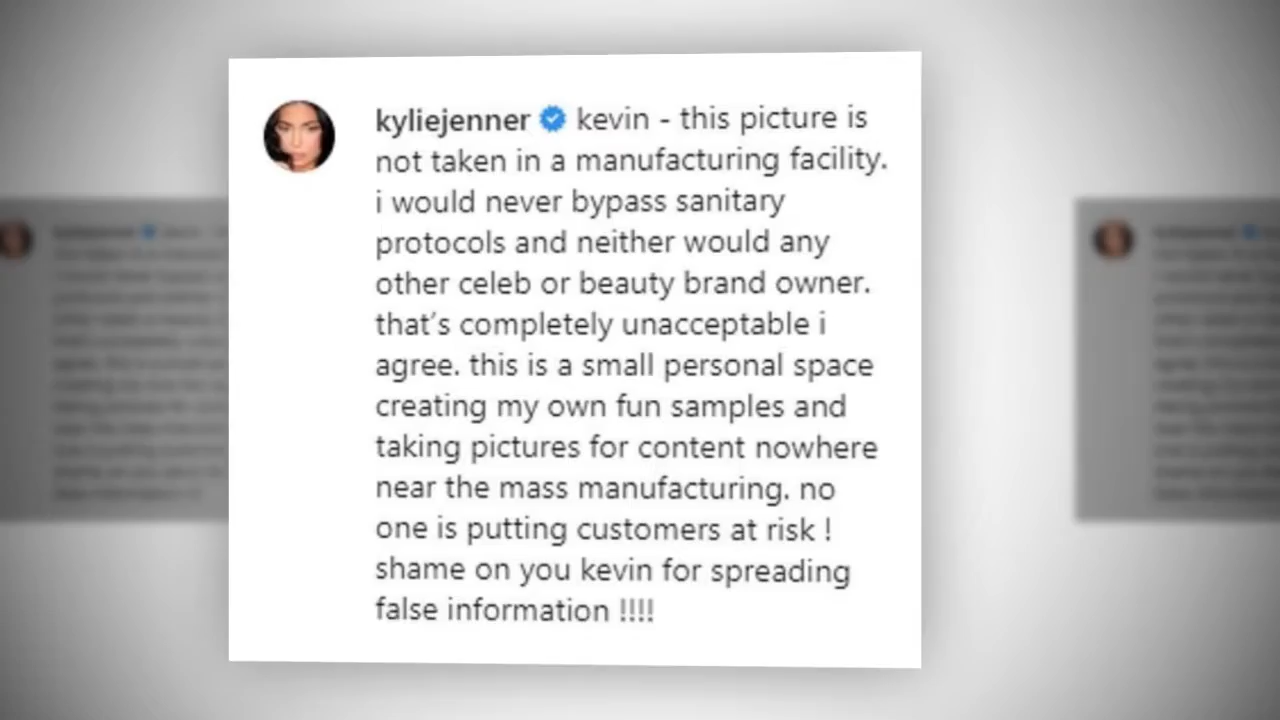 kyliejenner kevin - this picture is
not taken in a manufacturing facility.
i would never bypass sanitary
protocols and neither would any
other celeb or beauty brand owner.
that's completely unacceptable i
agree. this is a small personal space
creating my own fun samples and
taking pictures for content nowhere
near the mass manufacturing. no
one is putting customers at risk !
shame on you kevin for spreading
false information !!!!